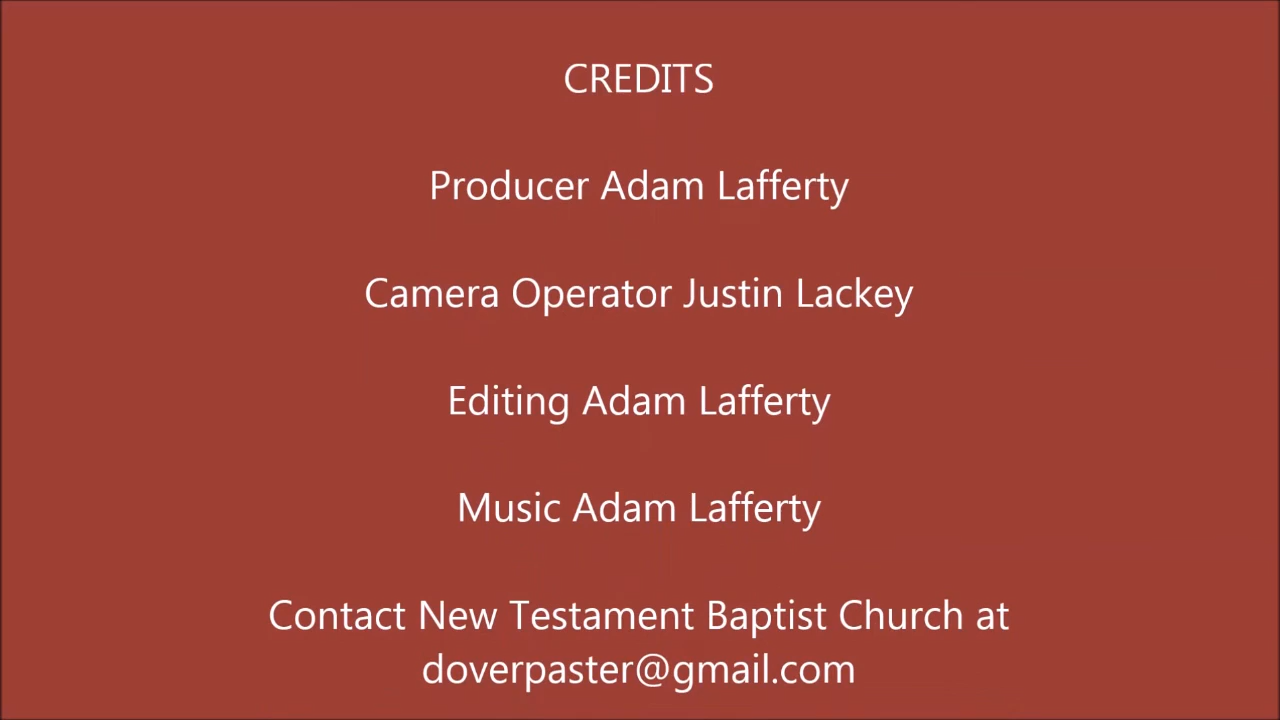 CREDITS
Producer Adam Lafferty
Camera Operator Justin Lackey
Editing Adam Lafferty
Music Adam Lafferty
Contact New Testament Baptist Church at
doverpaster@gmail.com